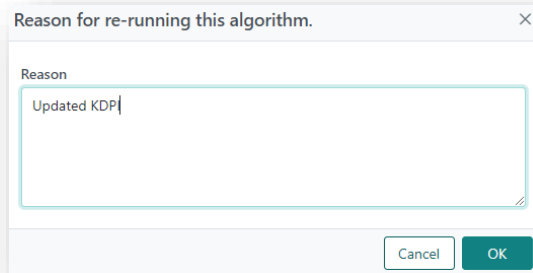 Reason for re-running this algorithm.
Reason
Updated KDPI
Cancel
OK